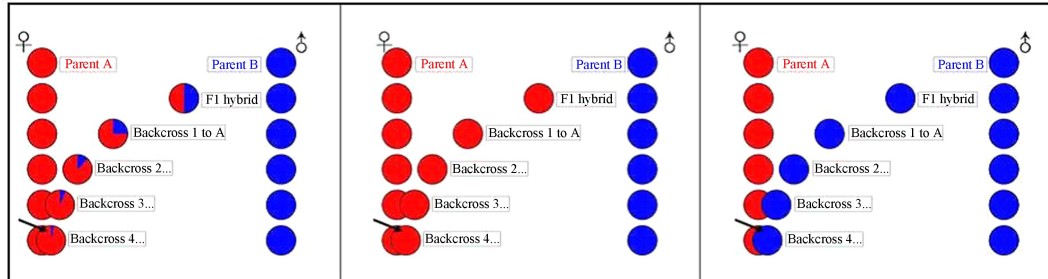 ♀ ♂
Parent A Parent B
F1 hybrid
Backcross 1 to A
Backcross 2...
Backcross 3...
Backcross 4...
♀ ♂
Parent A Parent B
F1 hybrid
Backcross 1 to A
Backcross 2...
Backcross 3...
Backcross 4...
♀ ♂
Parent A Parent B
F1 hybrid
Backcross 1 to A
Backcross 2...
Backcross 3...
Backcross 4...